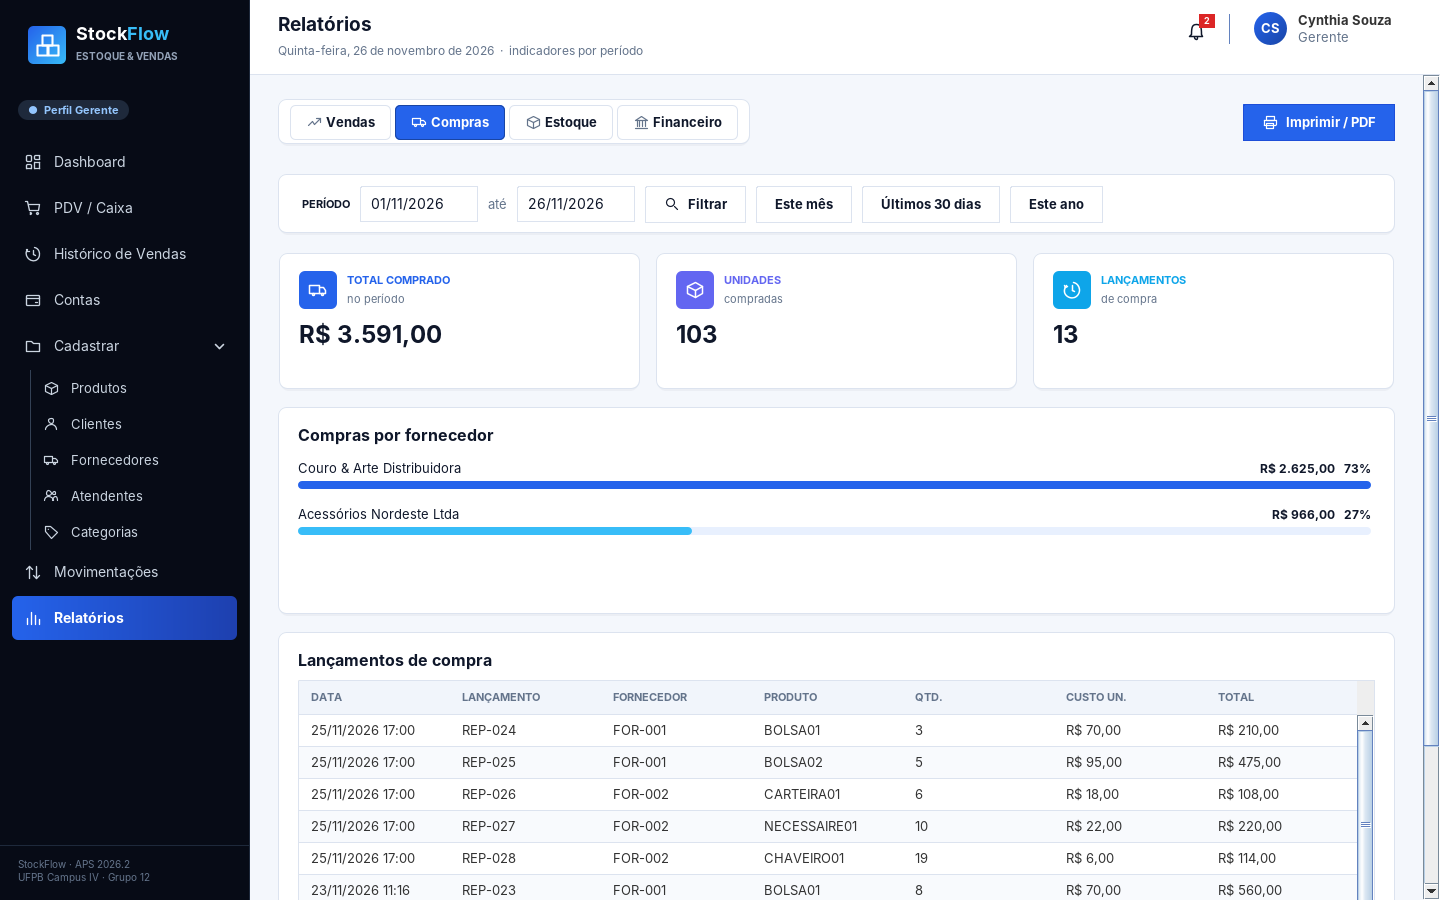 StockFlow
ESTOQUE & VENDAS
Perfil Gerente
Dashboard
PDV / Caixa
Histórico de Vendas
Contas
Cadastrar
Produtos
Clientes
Fornecedores
Atendentes
Categorias
Movimentações
Relatórios
StockFlow · APS 2026.2
UFPB Campus IV · Grupo 12
Relatórios
Quinta-feira, 26 de novembro de 2026 · indicadores por período
2
CS
Cynthia Souza
Gerente
Vendas Compras Estoque Financeiro
Imprimir / PDF
PERÍODO 01/11/2026 até 26/11/2026 Filtrar Este mês Últimos 30 dias Este ano
TOTAL COMPRADO
no período
R$ 3.591,00
UNIDADES
compradas
103
LANÇAMENTOS
de compra
13
Compras por fornecedor
Couro & Arte Distribuidora R$ 2.625,00 73%
Acessórios Nordeste Ltda R$ 966,00 27%
Lançamentos de compra
DATA LANÇAMENTO FORNECEDOR PRODUTO QTD. CUSTO UN. TOTAL
25/11/2026 17:00 REP-024 FOR-001 BOLSA01 3 R$ 70,00 R$ 210,00
25/11/2026 17:00 REP-025 FOR-001 BOLSA02 5 R$ 95,00 R$ 475,00
25/11/2026 17:00 REP-026 FOR-002 CARTEIRA01 6 R$ 18,00 R$ 108,00
25/11/2026 17:00 REP-027 FOR-002 NECESSAIRE01 10 R$ 22,00 R$ 220,00
25/11/2026 17:00 REP-028 FOR-002 CHAVEIRO01 19 R$ 6,00 R$ 114,00
23/11/2026 11:16 REP-023 FOR-001 BOLSA01 8 R$ 70,00 R$ 560,00